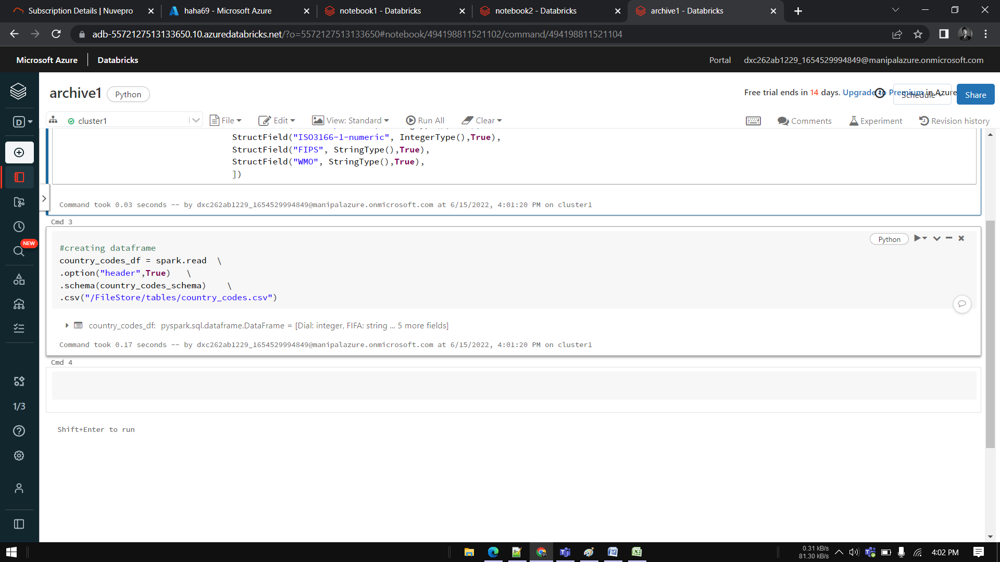 Subscription Details | Nuvepro
haha69 - Microsoft Azure
notebook1 - Databricks
notebook2 - Databricks
archive1 - Databricks
adb-5572127513133650.10.azuredatabricks.net/?o=5572127513133650#notebook/494198811521102/command/494198811521104
Microsoft Azure Databricks
Portal dxc262ab1229_1654529994849@manipalazure.onmicrosoft.com
archive1 Python
Free trial ends in 14 days. Upgrade to Premium in Azure
Schedule
Share
D
cluster1
File Edit View: Standard Run All Clear
Comments Experiment Revision history
StructField("ISO3166-1-numeric", IntegerType(),True),
StructField("FIPS", StringType(),True),
StructField("WMO", StringType(),True),
])
Command took 0.03 seconds -- by dxc262ab1229_1654529994849@manipalazure.onmicrosoft.com at 6/15/2022, 4:01:20 PM on cluster1
Cmd 3
Python
NEW
#creating dataframe
country_codes_df = spark.read \
.option("header",True) \
.schema(country_codes_schema) \
.csv("/FileStore/tables/country_codes.csv")
country_codes_df: pyspark.sql.dataframe.DataFrame = [Dial: integer, FIFA: string ... 5 more fields]
Command took 0.17 seconds -- by dxc262ab1229_1654529994849@manipalazure.onmicrosoft.com at 6/15/2022, 4:01:20 PM on cluster1
Cmd 4
1/3
Shift+Enter to run
0.31 kB/s
81.30 kB/s
4:02 PM